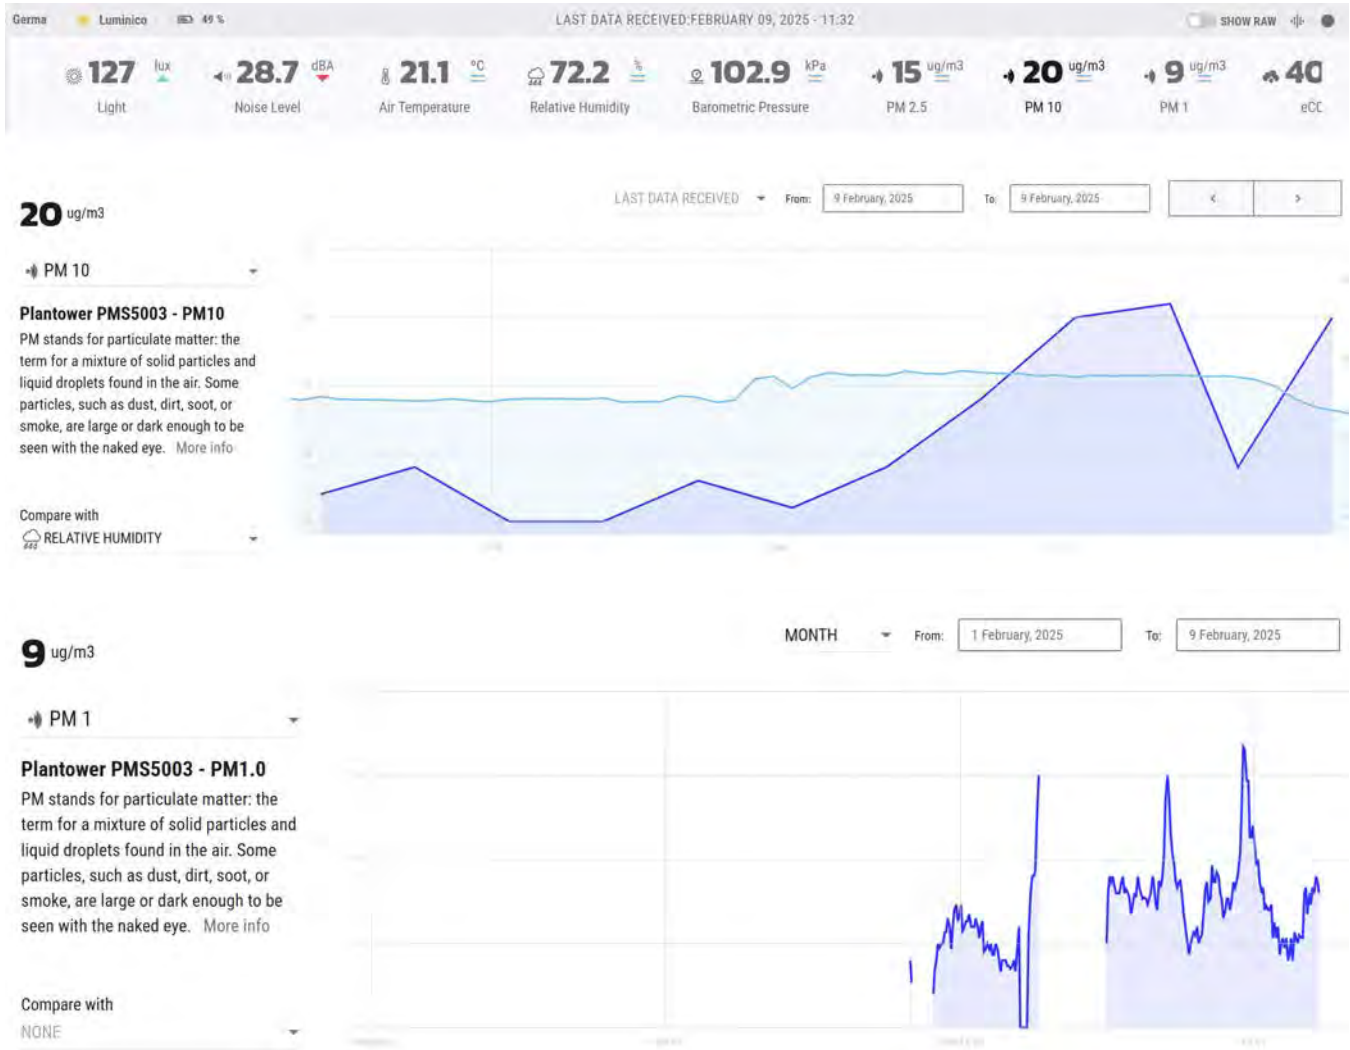 Germa Luminico 49 % LAST DATA RECEIVED:FEBRUARY 09, 2025 - 11:32 SHOW RAW
127 lux 28.7 dBA 21.1 °C 72.2 % 102.9 kPa 15 ug/m3 20 ug/m3 9 ug/m3 40
Light Noise Level Air Temperature Relative Humidity Barometric Pressure PM 2.5 PM 10 PM 1 eCC
20 ug/m3
LAST DATA RECEIVED From: 9 February, 2025 To: 9 February, 2025 < >
PM 10
Plantower PMS5003 - PM10
PM stands for particulate matter: the
term for a mixture of solid particles and
liquid droplets found in the air. Some
particles, such as dust, dirt, soot, or
smoke, are large or dark enough to be
seen with the naked eye. More info
Compare with
RELATIVE HUMIDITY
9 ug/m3
MONTH From: 1 February, 2025 To: 9 February, 2025
PM 1
Plantower PMS5003 - PM1.0
PM stands for particulate matter: the
term for a mixture of solid particles and
liquid droplets found in the air. Some
particles, such as dust, dirt, soot, or
smoke, are large or dark enough to be
seen with the naked eye. More info
Compare with
NONE